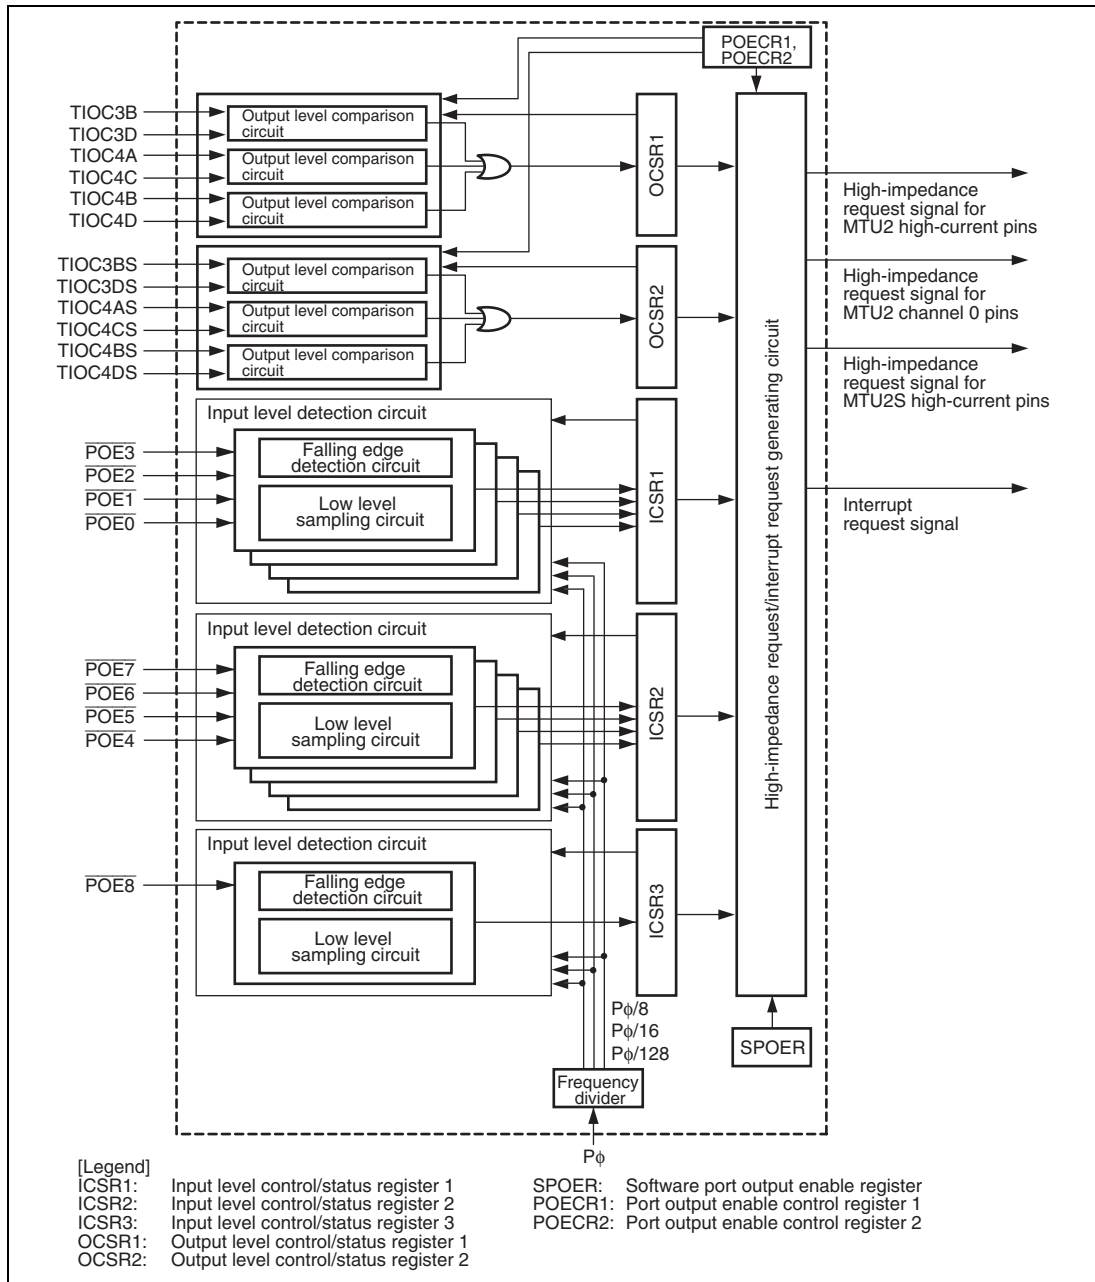 POECR1,
POECR2
TIOC3B
TIOC3D
TIOC4A
TIOC4C
TIOC4B
TIOC4D
Output level comparison
circuit
Output level comparison
circuit
Output level comparison
circuit
OCSR1
TIOC3BS
TIOC3DS
TIOC4AS
TIOC4CS
TIOC4BS
TIOC4DS
Output level comparison
circuit
Output level comparison
circuit
Output level comparison
circuit
OCSR2
Input level detection circuit
POE3
POE2
POE1
POE0
Falling edge
detection circuit
Low level
sampling circuit
ICSR1
Input level detection circuit
POE7
POE6
POE5
POE4
Falling edge
detection circuit
Low level
sampling circuit
ICSR2
Input level detection circuit
POE8
Falling edge
detection circuit
Low level
sampling circuit
ICSR3
High-impedance request/interrupt request generating circuit
High-impedance
request signal for
MTU2 high-current pins
High-impedance
request signal for
MTU2 channel 0 pins
High-impedance
request signal for
MTU2S high-current pins
Interrupt
request signal
Pϕ/8
Pϕ/16
Pϕ/128
SPOER
Frequency
divider
Pϕ
[Legend]
ICSR1: Input level control/status register 1
ICSR2: Input level control/status register 2
ICSR3: Input level control/status register 3
OCSR1: Output level control/status register 1
OCSR2: Output level control/status register 2
SPOER: Software port output enable register
POECR1: Port output enable control register 1
POECR2: Port output enable control register 2